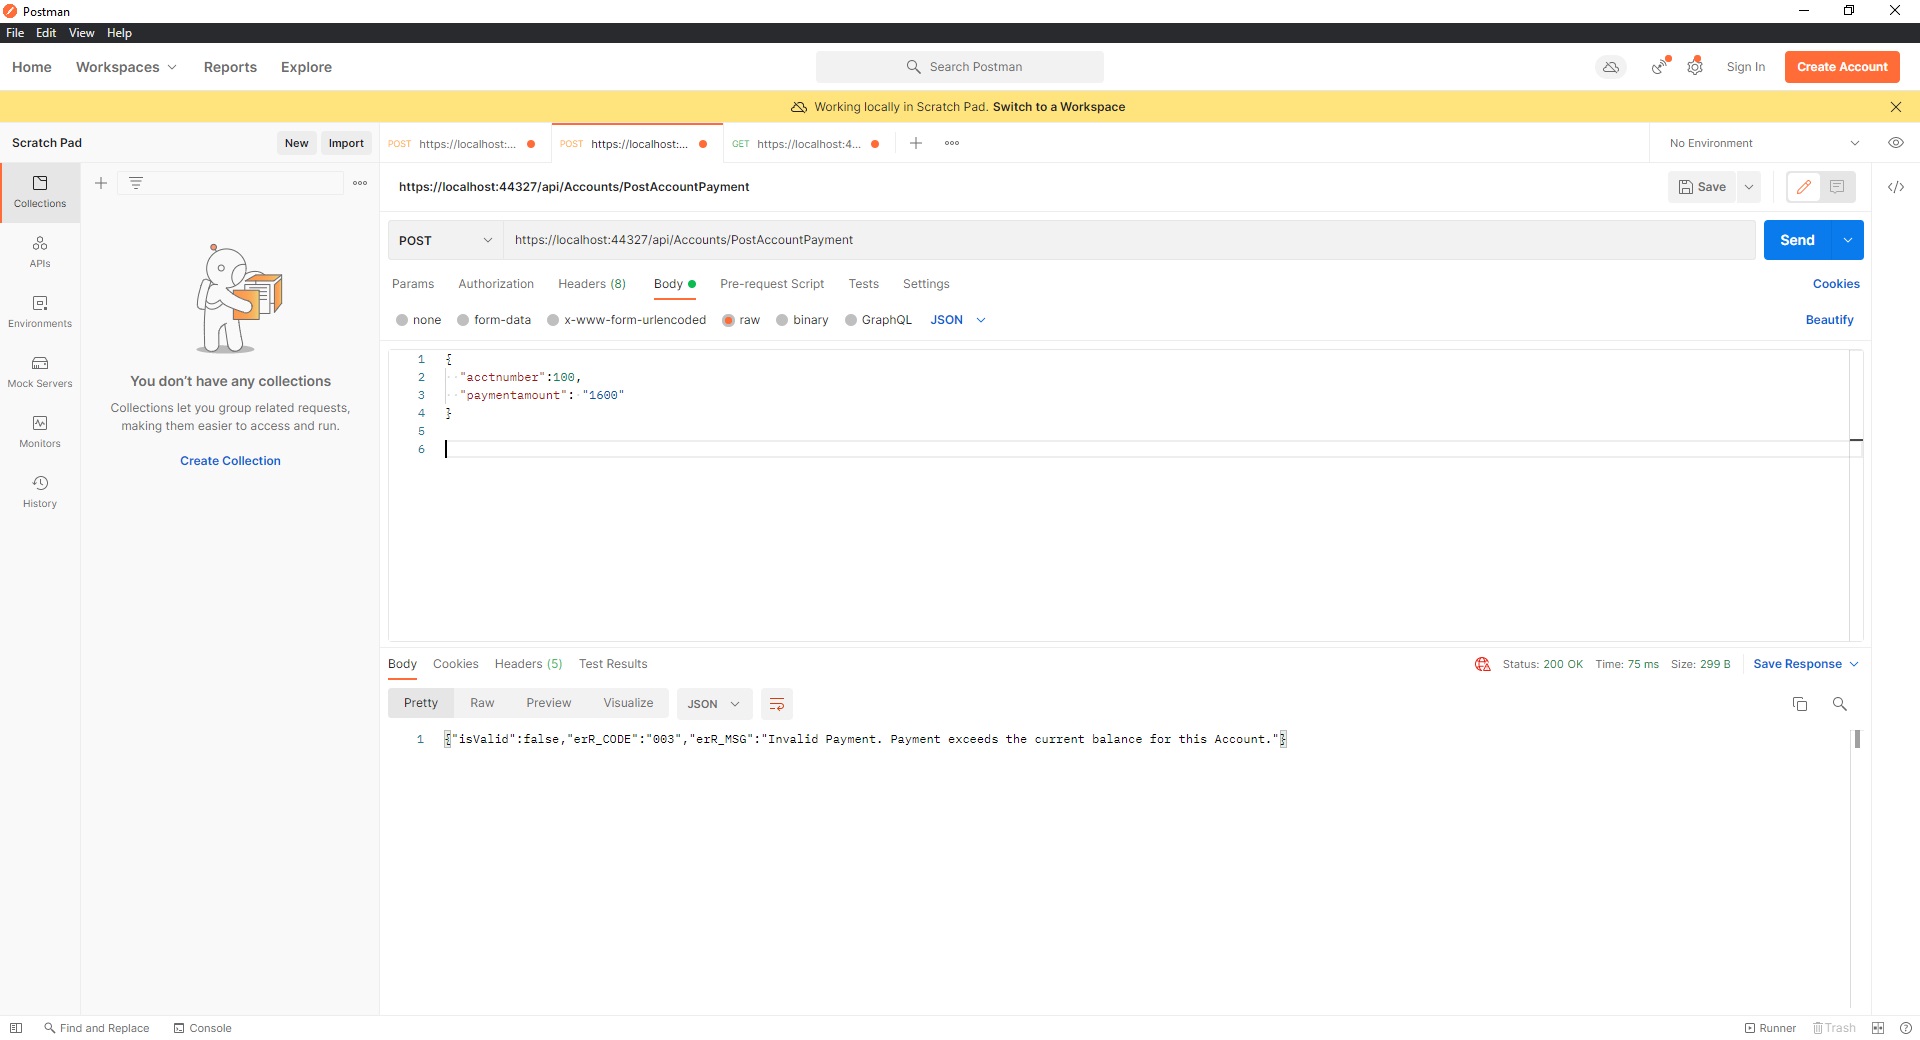 Postman
File Edit View Help
Home Workspaces Reports Explore Search Postman Sign In Create Account
Working locally in Scratch Pad. Switch to a Workspace
Scratch Pad New Import POST https://localhost:... POST https://localhost:... GET https://localhost:4... No Environment
https://localhost:44327/api/Accounts/PostAccountPayment Save
Collections
POST https://localhost:44327/api/Accounts/PostAccountPayment Send
APIs
Params Authorization Headers (8) Body Pre-request Script Tests Settings Cookies
none form-data x-www-form-urlencoded raw binary GraphQL JSON Beautify
Environments
Mock Servers
Monitors
History
You don't have any collections
Collections let you group related requests,
making them easier to access and run.
Create Collection
1 {
2 "acctnumber":100,
3 "paymentamount": "1600"
4 }
5
6
Body Cookies Headers (5) Test Results Status: 200 OK Time: 75 ms Size: 299 B Save Response
Pretty Raw Preview Visualize JSON
1 {"isValid":false,"erR_CODE":"003","erR_MSG":"Invalid Payment. Payment exceeds the current balance for this Account."}
Find and Replace Console Runner Trash